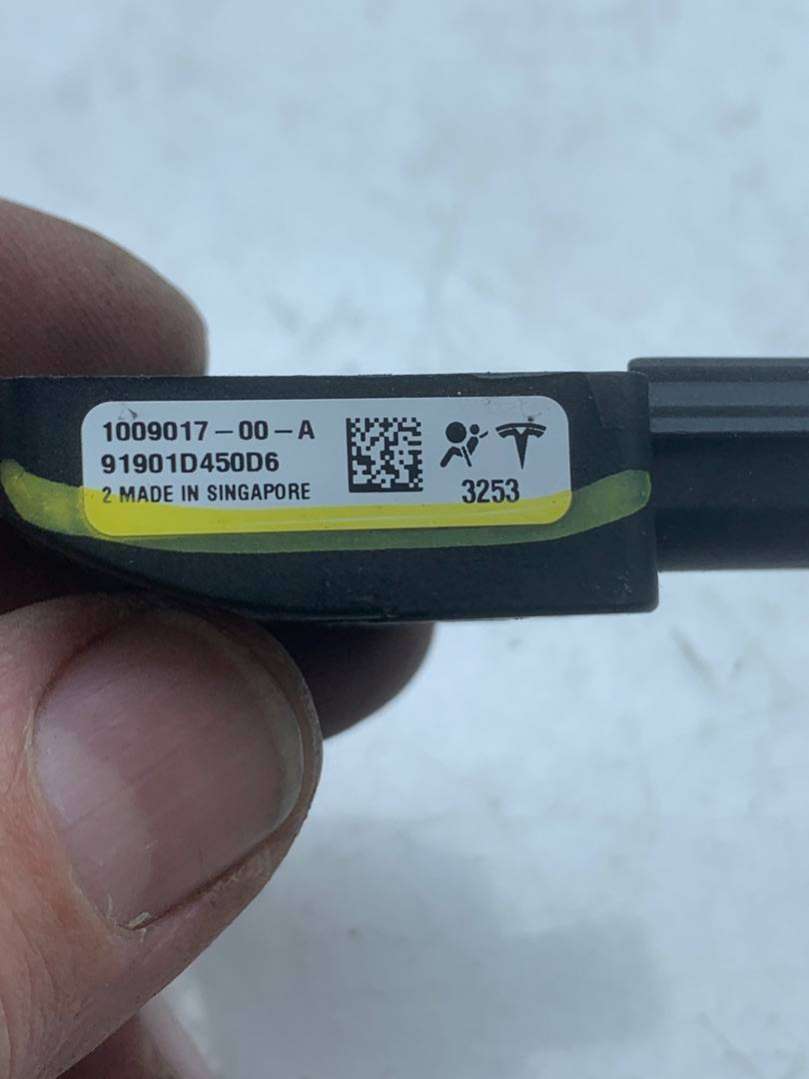 1009017-00-A
91901D450D6
2 MADE IN SINGAPORE
3253